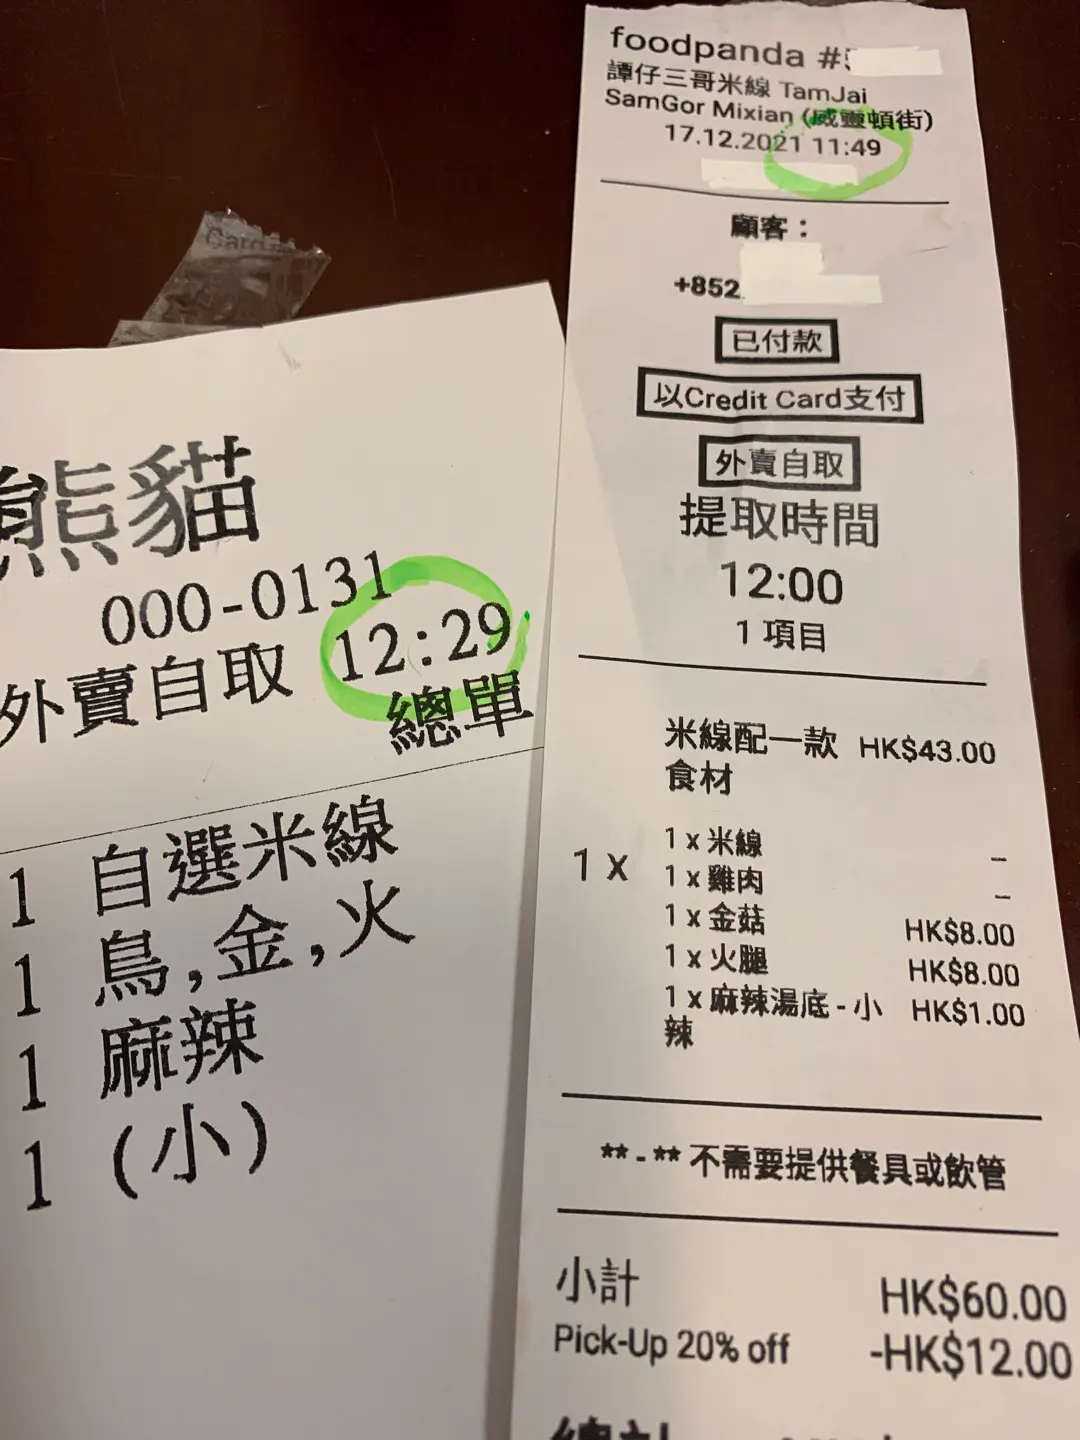 foodpanda #
譚仔三哥米線 TamJai
SamGor Mixian (威靈頓街)
17.12.2021 11:49
顧客：
+852
已付款
以Credit Card支付
外賣自取
提取時間
12:00
1 項目
米線配一款 HK$43.00
食材
1 x
1 x 米線 –
1 x 雞肉 –
1 x 金菇 HK$8.00
1 x 火腿 HK$8.00
1 x 麻辣湯底 - 小 HK$1.00
辣
** - ** 不需要提供餐具或飲管
小計 HK$60.00
Pick-Up 20% off -HK$12.00
熊貓
000-0131
外賣自取 12:29
總單
1 自選米線
1 鳥,金,火
1 麻辣
1 (小)